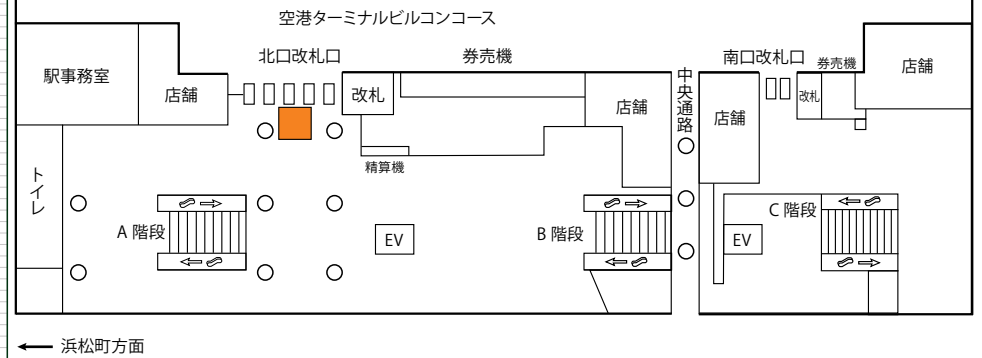 空港ターミナルビルコンコース
北口改札口
券売機
南口改札口
券売機
駅事務室
店舗
改札
店舗
中央通路
店舗
改札
店舗
精算機
トイレ
A 階段
EV
B 階段
EV
C 階段
浜松町方面